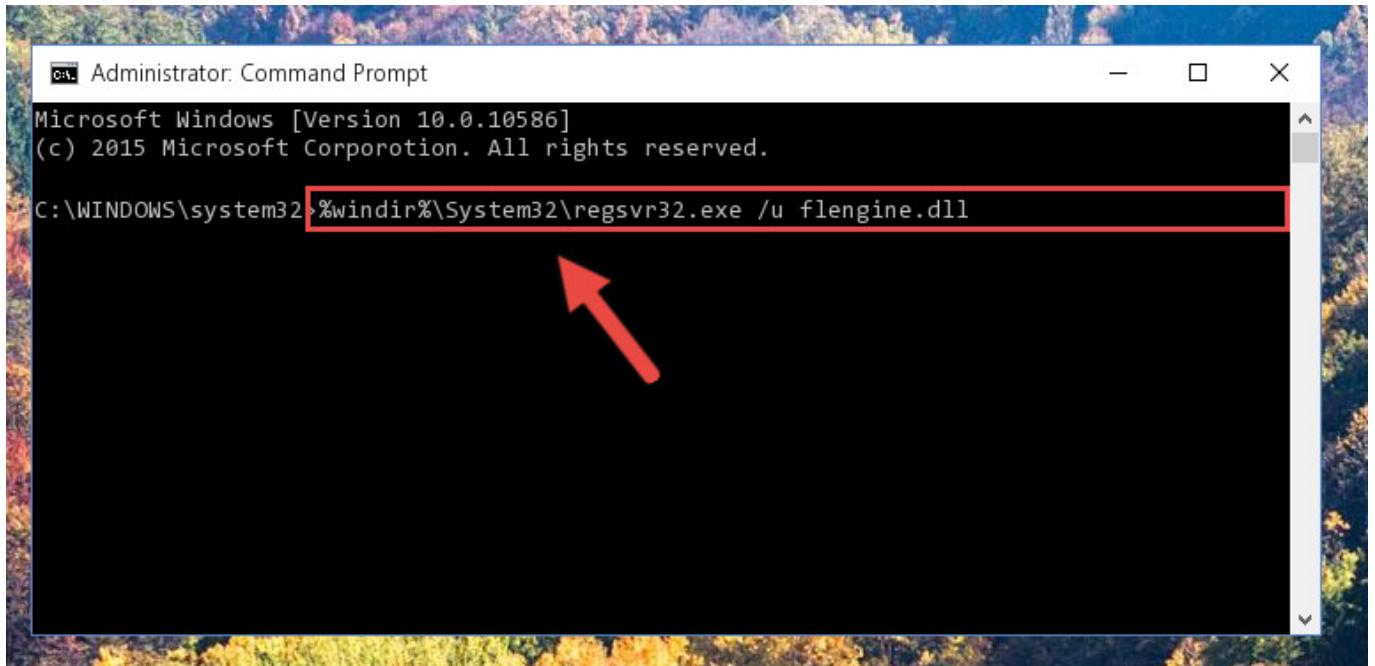 Administrator: Command Prompt
Microsoft Windows [Version 10.0.10586]
(c) 2015 Microsoft Corporotion. All rights reserved.
C:\WINDOWS\system32>%windir%\System32\regsvr32.exe /u flengine.dll